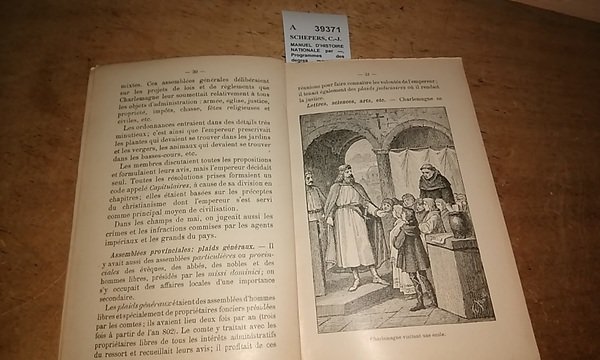 A 39371
SCHEPERS, C.-J.
MANUEL D'HISTOIRE
NATIONALE par —.
Programmes des
degrés
— 20 —
mixtes. Ces assemblées générales délibéraient
sur les projets de lois et de règlements que
Charlemagne leur soumettait relativement à tous
les objets d'administration : armée, église, justice,
propriété, impôts, chasse, fêtes religieuses et
civiles, etc.
Les ordonnances entraient dans des détails très
minutieux; c'est ainsi que l'empereur prescrivait
les plantes qui devaient se trouver dans les jardins
et les vergers, les animaux qui devaient se trouver
dans les basses-cours, etc.
Les membres discutaient toutes les propositions
et formulaient leurs avis, mais l'empereur décidait
seul. Toutes les résolutions prises formaient un
code appelé Capitulaires, à cause de sa division en
chapitres; elles étaient basées sur les préceptes
du christianisme dont l'empereur s'est servi
comme principal moyen de civilisation.
Dans les champs de mai, on jugeait aussi les
crimes et les infractions commises par les agents
impériaux et les grands du pays.
Assemblées provinciales; plaids généraux. — Il
y avait aussi des assemblées particulières ou provin-
ciales des évêques, des abbés, des nobles et des
hommes libres, présidés par les missi dominici; on
s'y occupait des affaires locales d'une importance
secondaire.
Les plaids généraux étaient des assemblées d'hommes
libres et spécialement de propriétaires fonciers présidées
par les comtes; ils avaient lieu deux fois par an (trois
fois à partir de l'an 802). Le comte y traitait avec les
propriétaires libres de tous les intérêts administratifs
du ressort et recueillait leurs avis; il profitait de ces
— 21 —
réunions pour faire connaître les volontés de l'empereur;
il tenait également des plaids judiciaires où il rendait
la justice.
Lettres, sciences, arts, etc. — Charlemagne se
Charlemagne visitant une école.